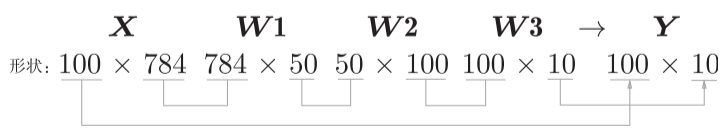 X W1 W2 W3 → Y
形状: 100 × 784 784 × 50 50 × 100 100 × 10 100 × 10